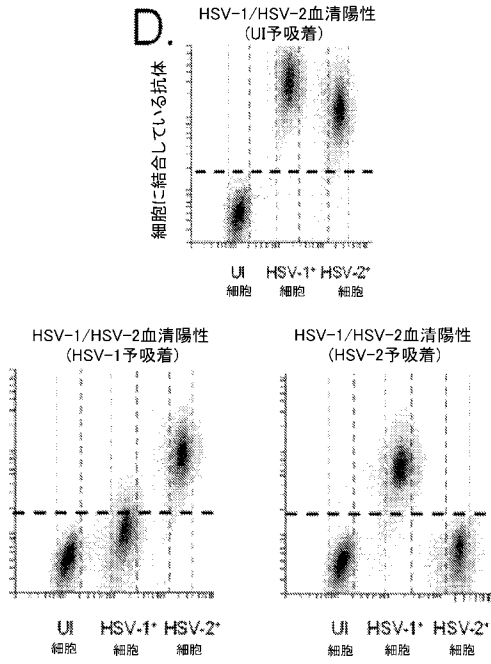 D.
HSV-1/HSV-2血清陽性
(UI予吸着)
細胞に結合している抗体
UI HSV-1+ HSV-2+
細胞 細胞 細胞
HSV-1/HSV-2血清陽性
(HSV-1予吸着)
UI HSV-1+ HSV-2+
細胞 細胞 細胞
HSV-1/HSV-2血清陽性
(HSV-2予吸着)
UI HSV-1+ HSV-2+
細胞 細胞 細胞